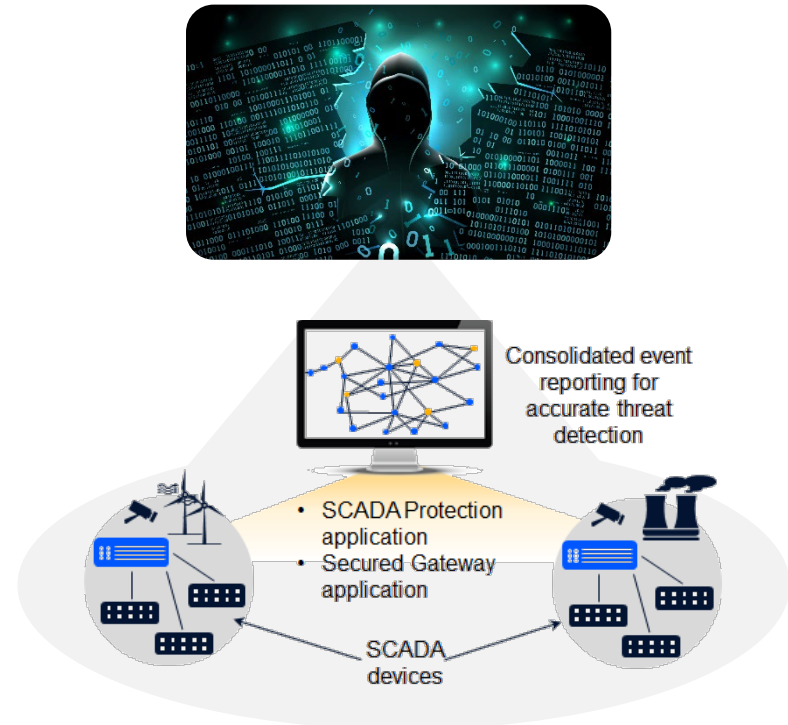 Consolidated event
reporting for
accurate threat
detection
• SCADA Protection
application
• Secured Gateway
application
SCADA
devices